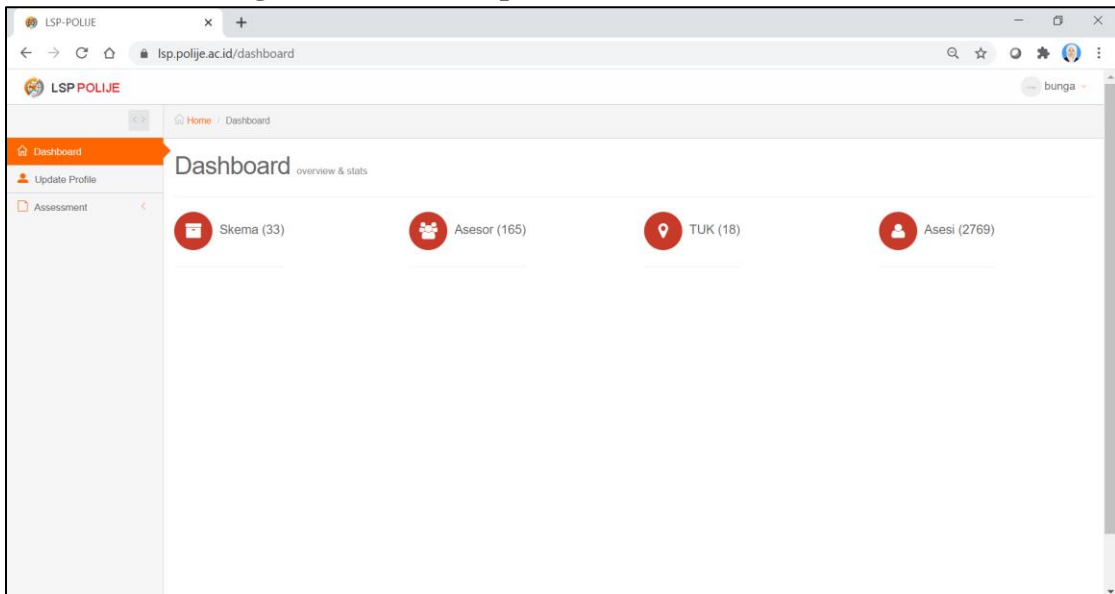 LSP-POLIJE
lsp.polije.ac.id/dashboard
LSP POLIJE
bunga
Home / Dashboard
Dashboard
Update Profile
Assessment
Dashboard overview & stats
Skema (33)
Asesor (165)
TUK (18)
Asesi (2769)